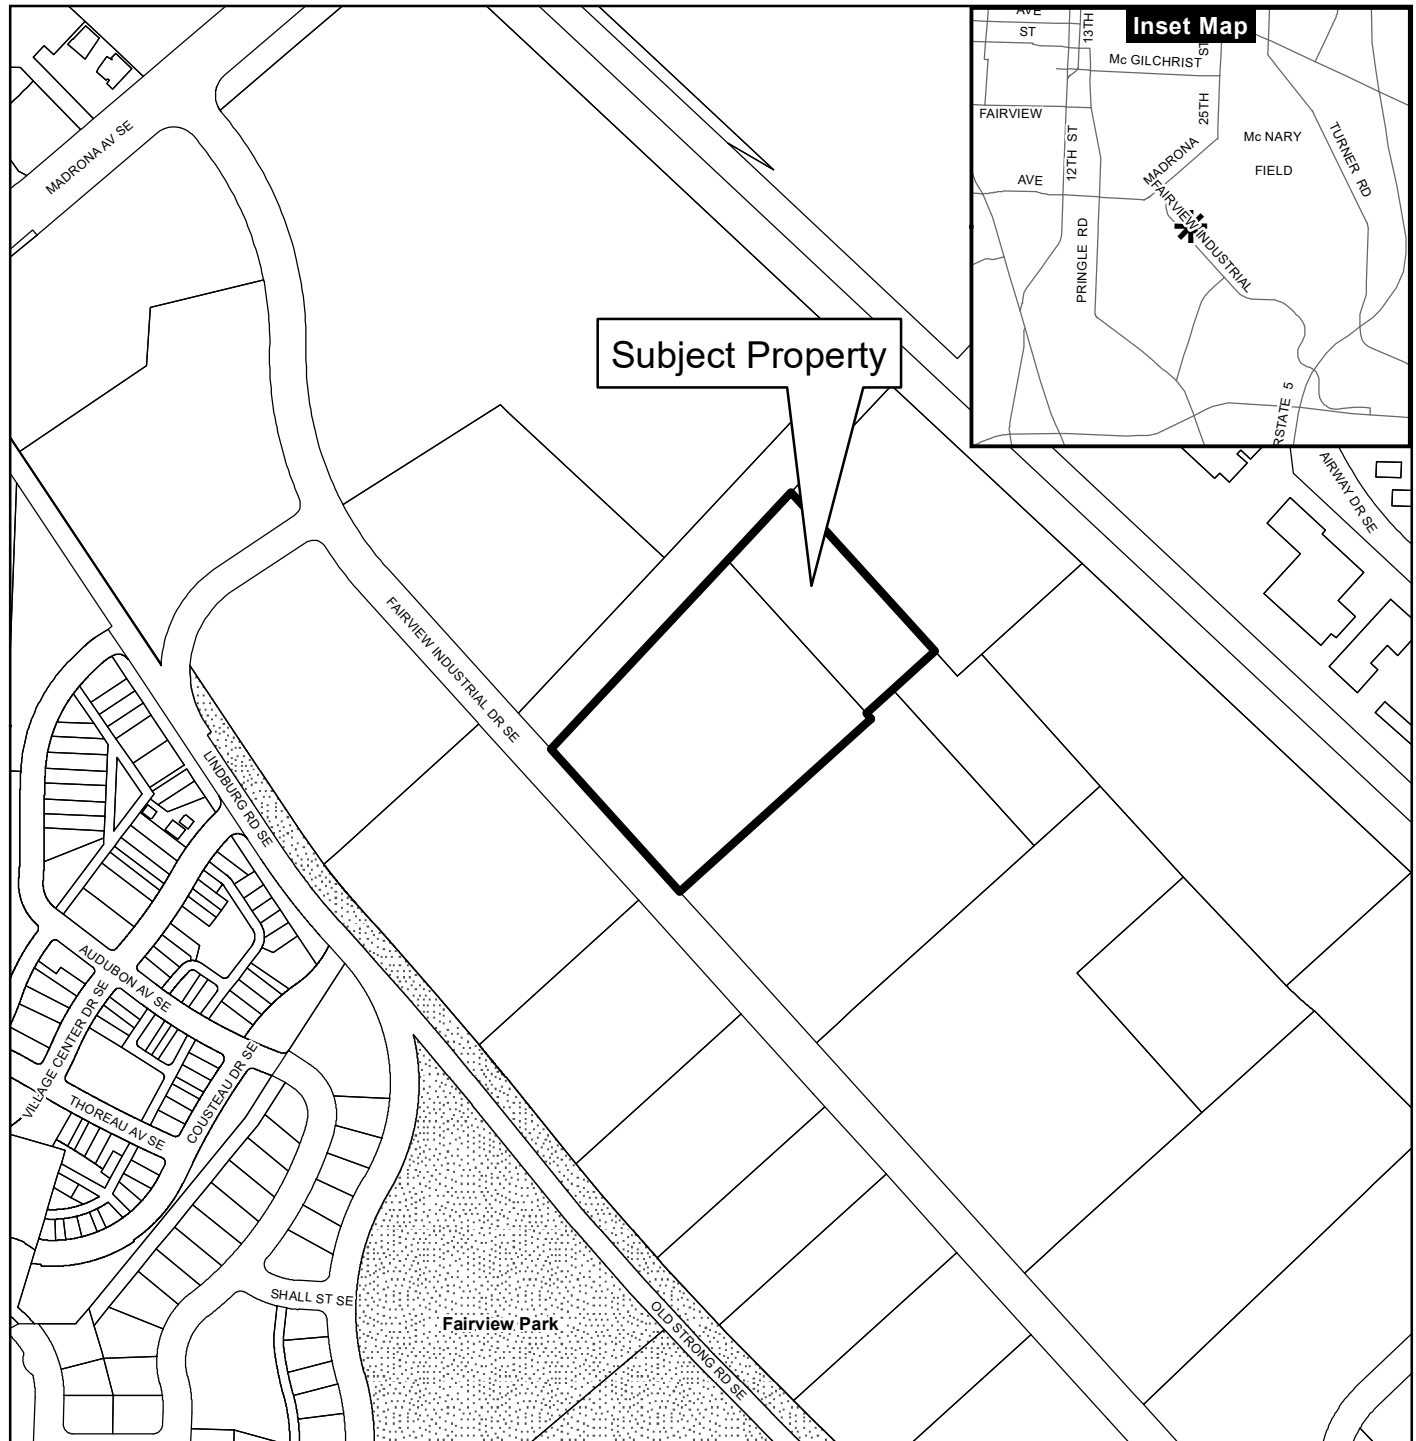 Inset Map
AVE
ST
13TH
ST
Mc GILCHRIST
25TH
FAIRVIEW
12TH ST
MADRONA
Mc NARY
FIELD
TURNER RD
AVE
FAIRVIEW INDUSTRIAL
PRINGLE RD
RSTATE 5
MADRONA AV SE
Subject Property
AIRWAY DR SE
FAIRVIEW INDUSTRIAL DR SE
LINDBURG RD SE
AUDUBON AV SE
VILLAGE CENTER DR SE
COUSTEAU DR SE
THOREAU AV SE
SHALL ST SE
Fairview Park
OLD STRONG RD SE